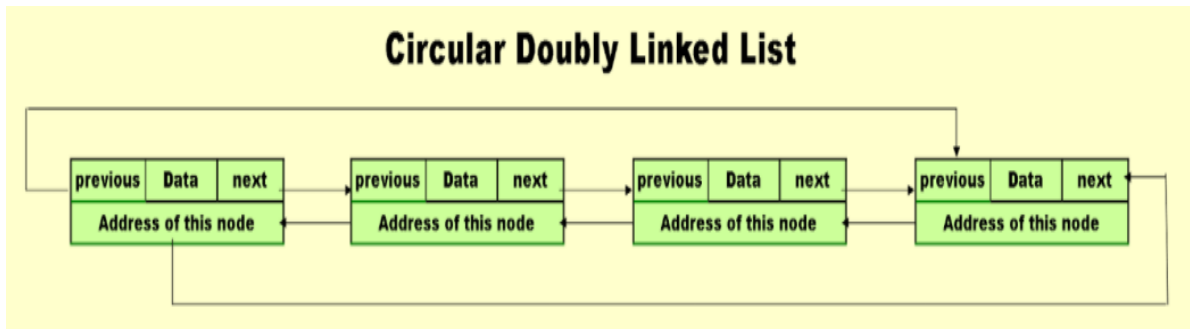 Circular Doubly Linked List
previous Data next previous Data next previous Data next previous Data next
Address of this node Address of this node Address of this node Address of this node